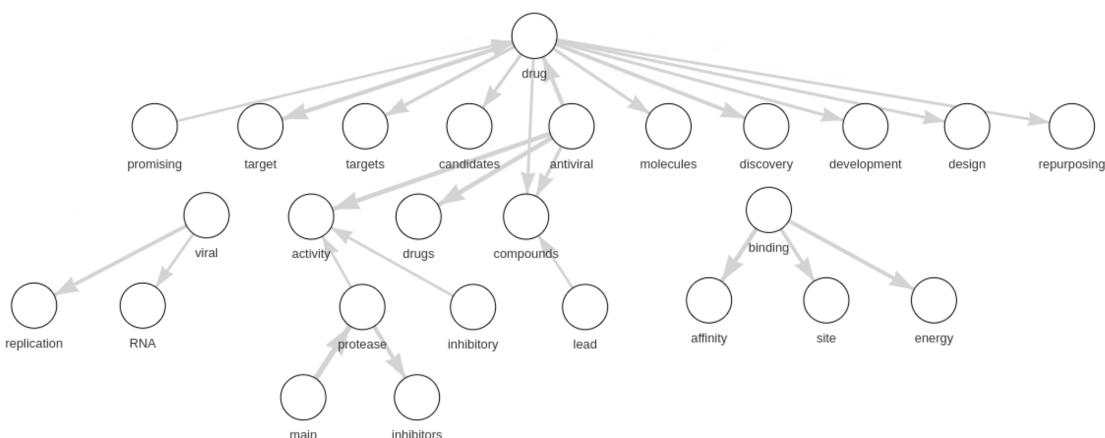 drug
promising target targets candidates antiviral molecules discovery development design repurposing
viral activity drugs compounds binding
replication RNA protease inhibitory lead affinity site energy
main inhibitors